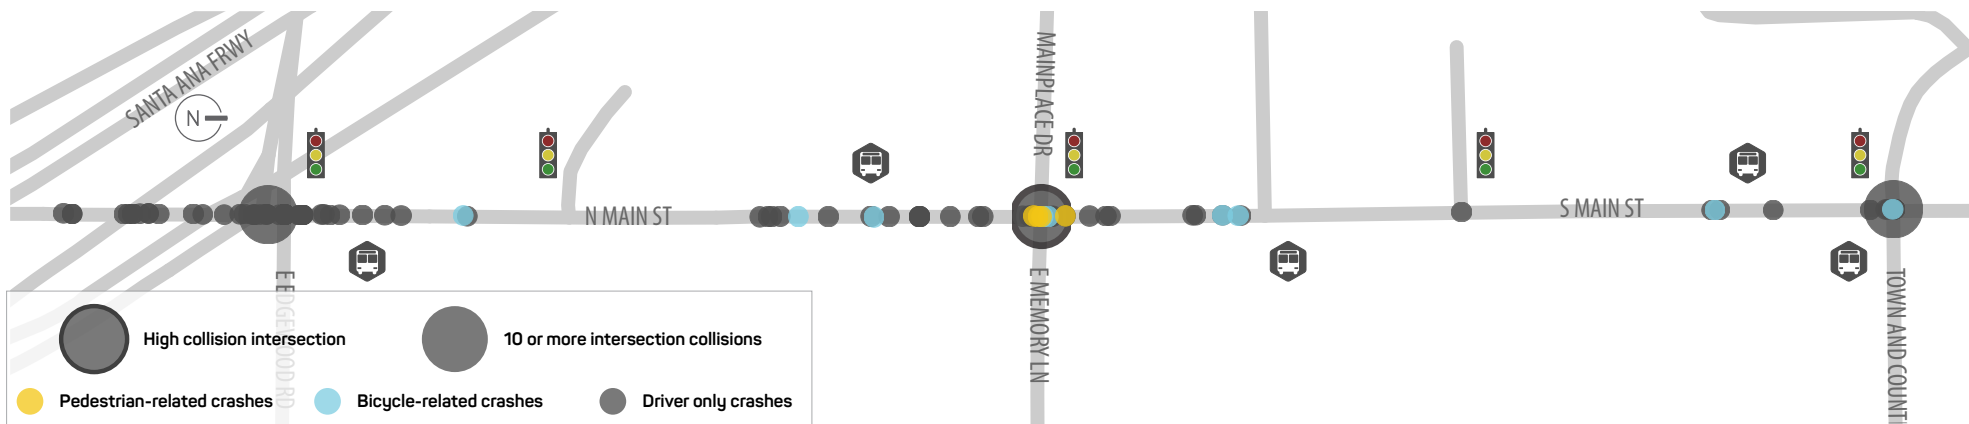 SANTA ANA FRWY
N
MAINPLACE DR
N MAIN ST
S MAIN ST
E EDGEWOOD RD
E MEMORY LN
TOWN AND COUNT
High collision intersection
10 or more intersection collisions
Pedestrian-related crashes
Bicycle-related crashes
Driver only crashes